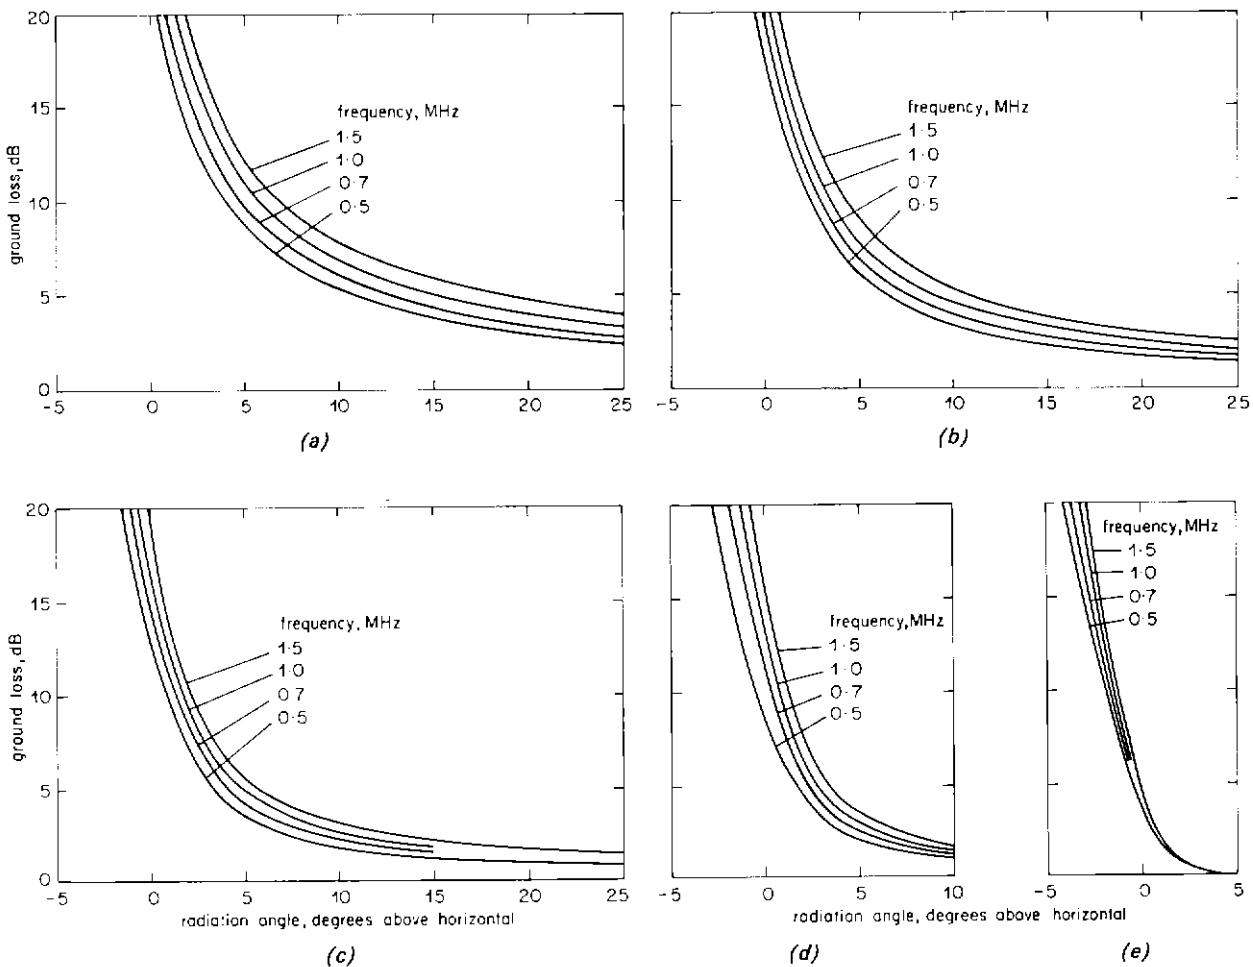 20
15
10
5
0
ground loss, dB
frequency, MHz
1·5
1·0
0·7
0·5
-5 0 5 10 15 20 25
(a)
frequency, MHz
1·5
1·0
0·7
0·5
-5 0 5 10 15 20 25
(b)
20
15
10
5
0
ground loss, dB
frequency, MHz
1·5
1·0
0·7
0·5
-5 0 5 10 15 20 25
radiation angle, degrees above horizontal
(c)
frequency, MHz
1·5
1·0
0·7
0·5
-5 0 5 10
(d)
frequency, MHz
1·5
1·0
0·7
0·5
-5 0 5
radiation angle, degrees above horizontal
(e)